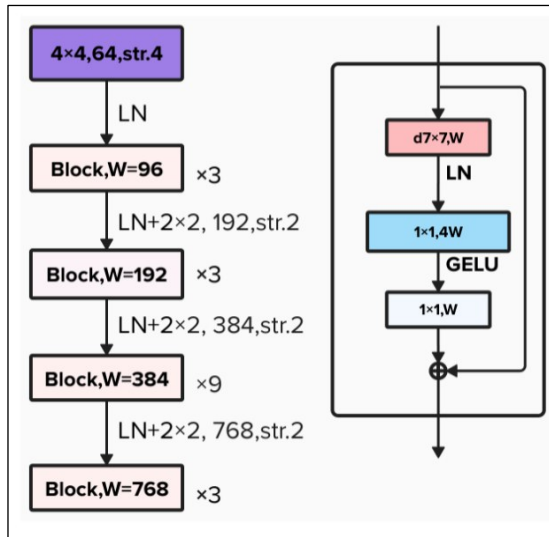 4×4,64,str.4
LN
Block,W=96 ×3
LN+2×2, 192,str.2
Block,W=192 ×3
LN+2×2, 384,str.2
Block,W=384 ×9
LN+2×2, 768,str.2
Block,W=768 ×3
d7×7,W
LN
1×1,4W
GELU
1×1,W